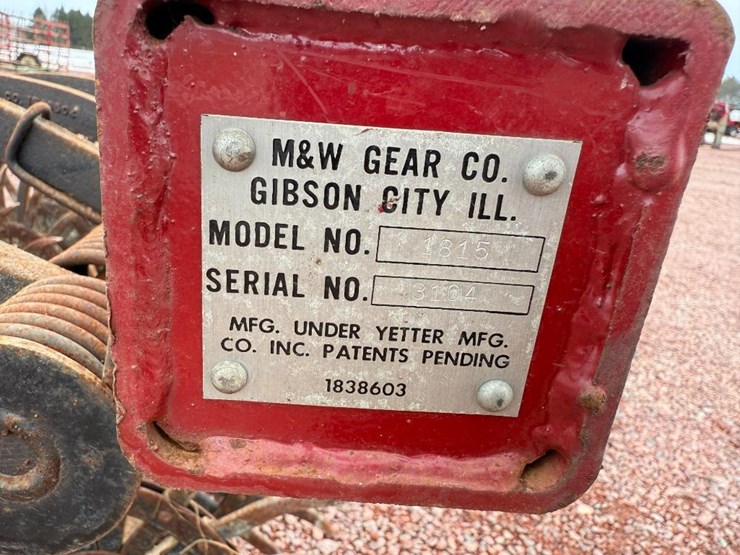 M&W GEAR CO.
GIBSON CITY ILL.
MODEL NO. 1815
SERIAL NO. 3164
MFG. UNDER YETTER MFG.
CO. INC. PATENTS PENDING
1838603